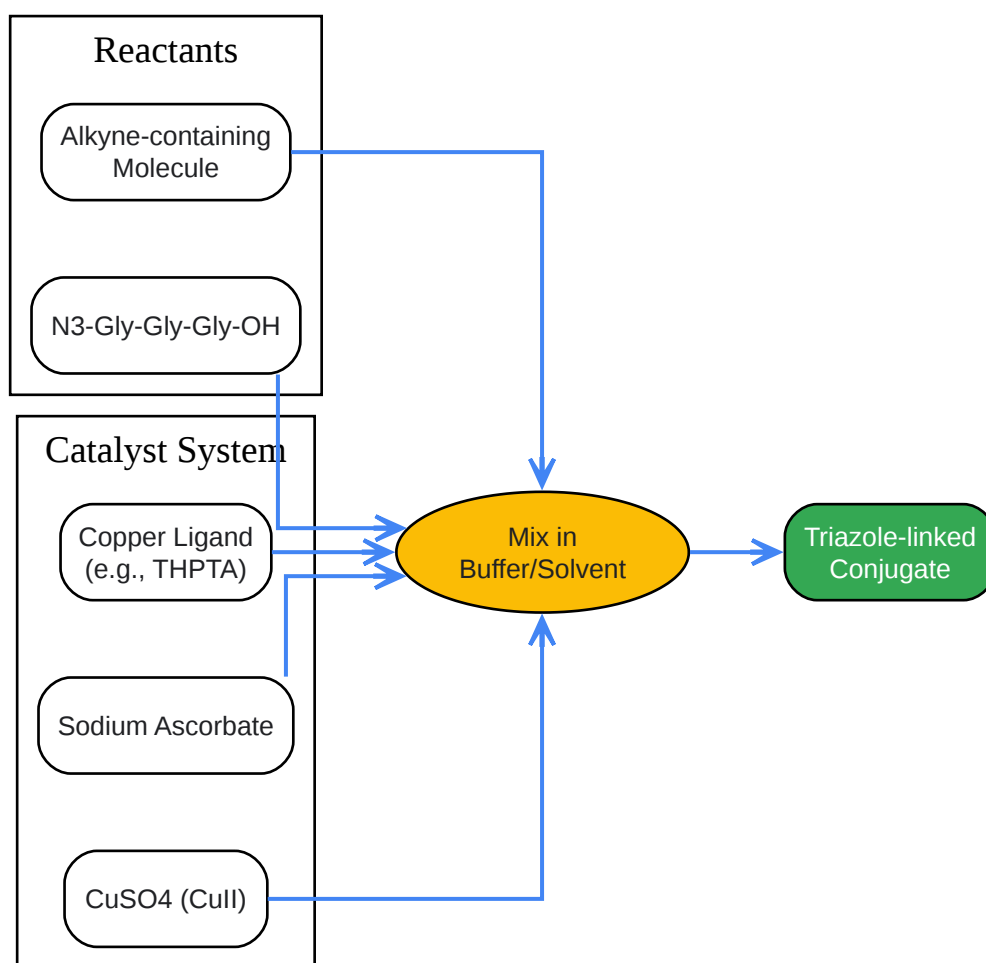 Reactants
Alkyne-containing
Molecule
N3-Gly-Gly-Gly-OH
Catalyst System
Copper Ligand
(e.g., THPTA)
Sodium Ascorbate
CuSO4 (CuII)
Mix in
Buffer/Solvent
Triazole-linked
Conjugate